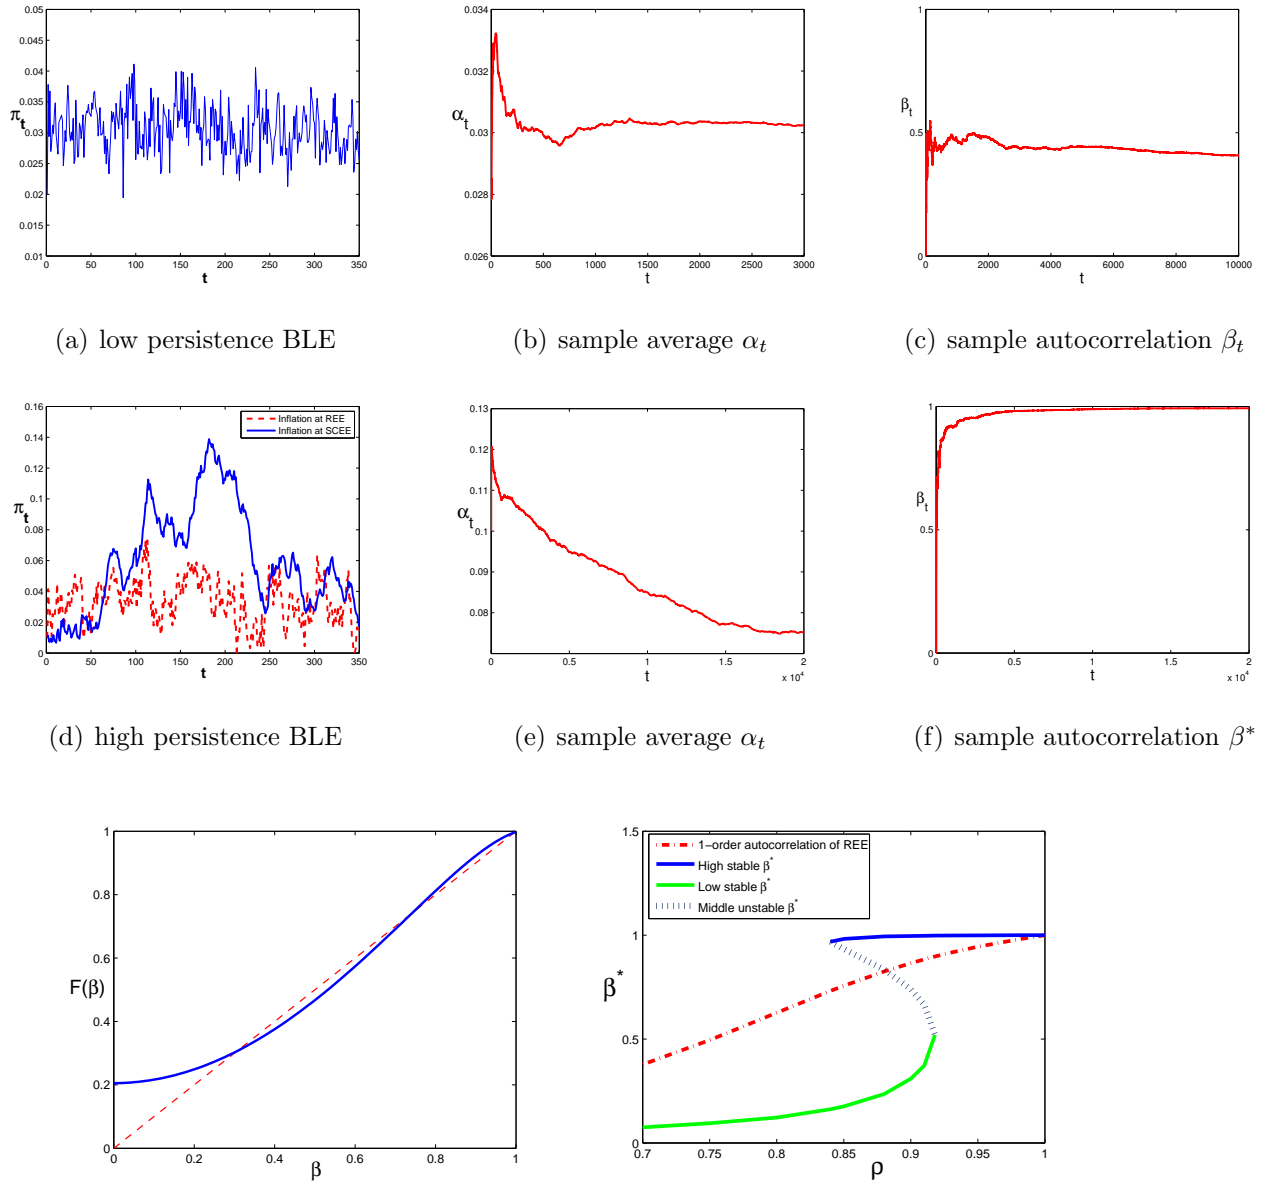 0.05
0.045
0.04
0.035
0.03
0.025
0.02
0.015
0.01
π_t
0 50 100 150 200 250 300 350
t
(a) low persistence BLE
0.034
0.032
0.03
0.028
0.026
α_t
0 500 1000 1500 2000 2500 3000
t
(b) sample average α_t
1
0.5
0
β_t
0 2000 4000 6000 8000 10000
t
(c) sample autocorrelation β_t
0.16
0.14
0.12
0.1
0.08
0.06
0.04
0.02
0
π_t
Inflation at REE
Inflation at SCEE
0 50 100 150 200 250 300 350
t
(d) high persistence BLE
0.13
0.12
0.11
0.1
0.09
0.08
α_t
0 0.5 1 1.5 2
x 10^4
t
(e) sample average α_t
1
0.5
0
β_t
0 0.5 1 1.5 2
x 10^4
t
(f) sample autocorrelation β*
1
0.8
0.6
0.4
0.2
0
F(β)
0 0.2 0.4 0.6 0.8 1
β
1.5
1
0.5
0
β*
1−order autocorrelation of REE
High stable β*
Low stable β*
Middle unstable β*
0.7 0.75 0.8 0.85 0.9 0.95 1
ρ